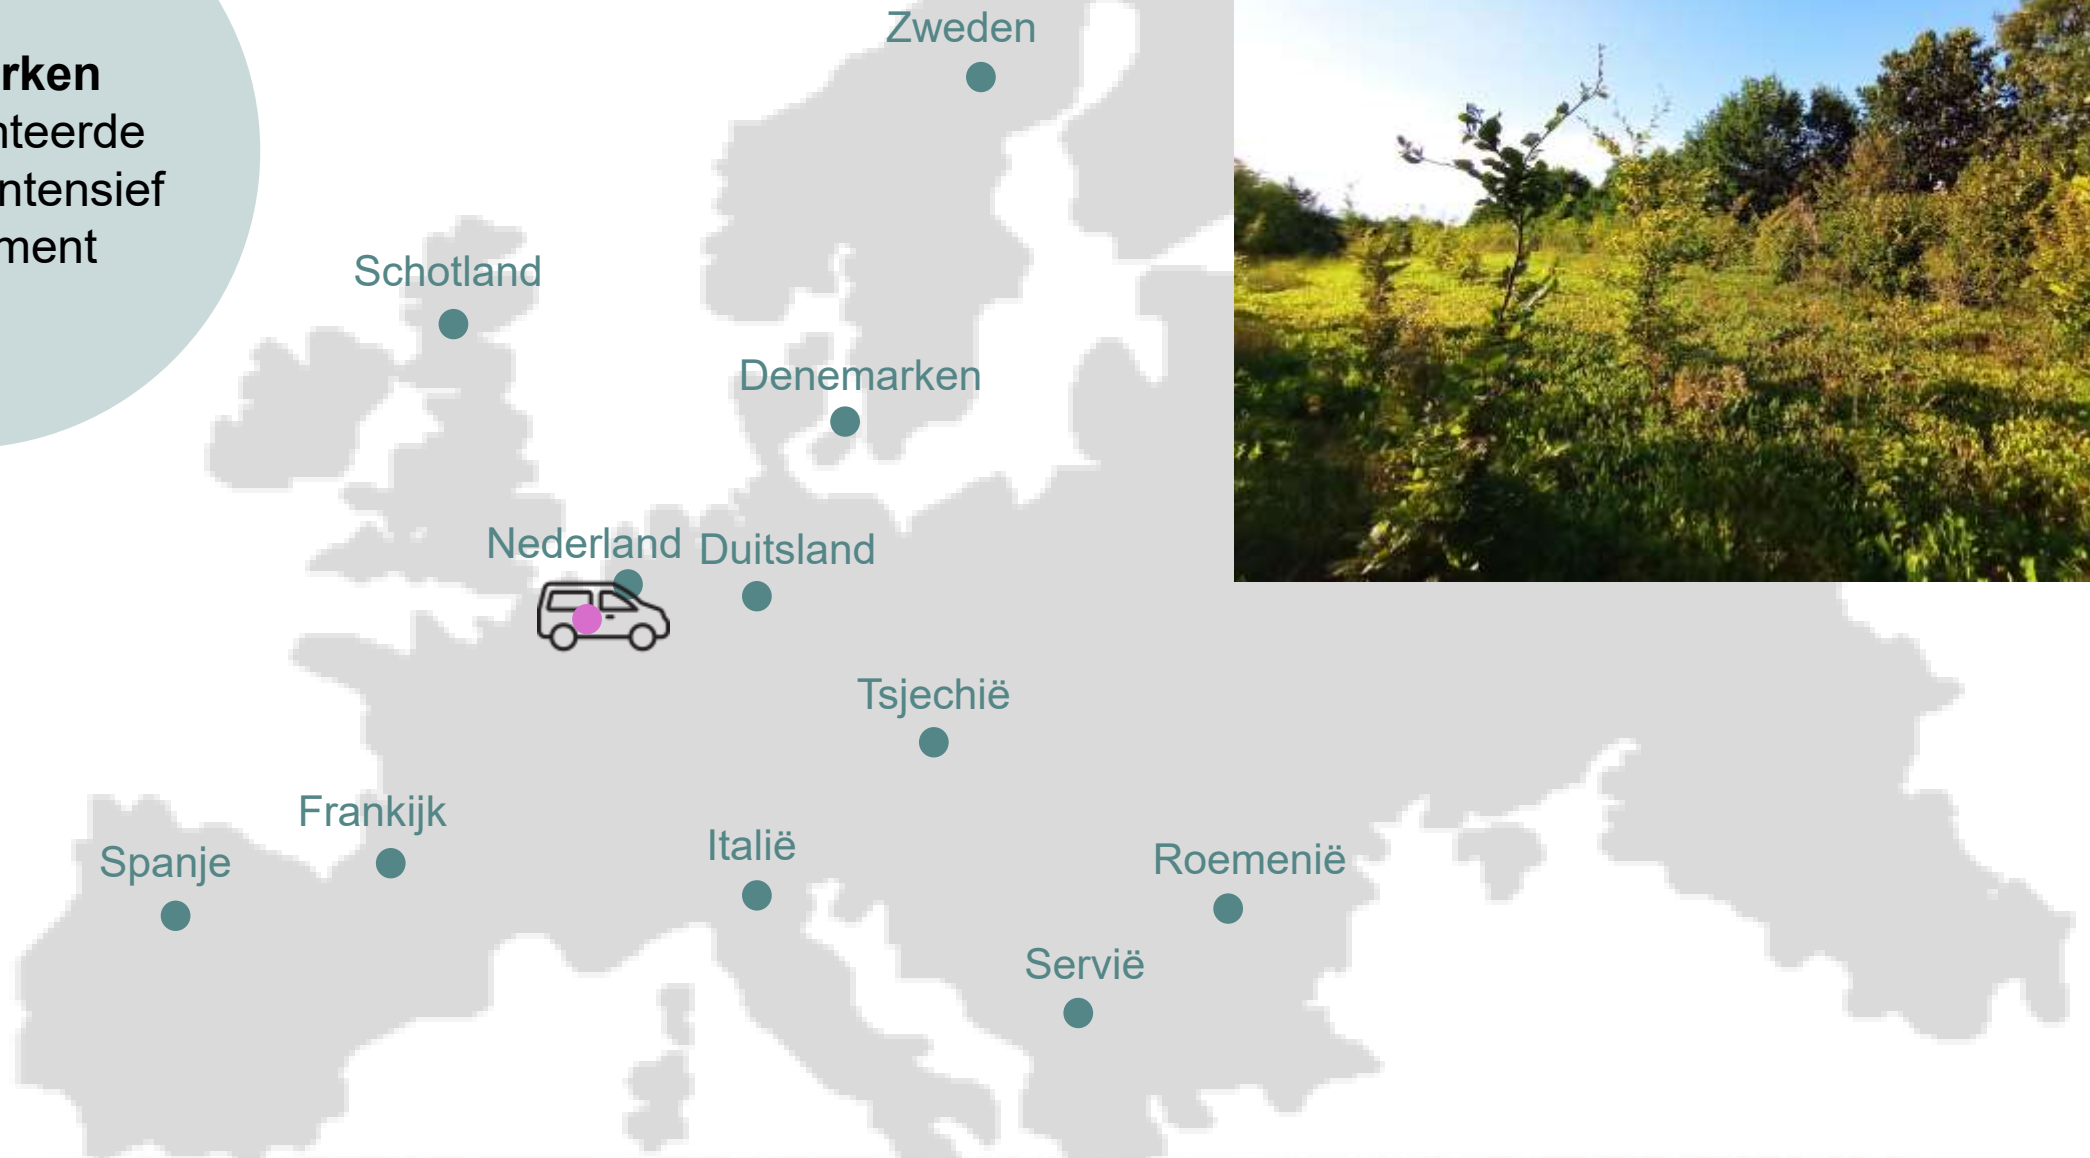 rken
nteerde
ntensief
ment
Zweden
Schotland
Denemarken
Nederland
Duitsland
Tsjechië
Frankijk
Spanje
Italië
Roemenië
Servië